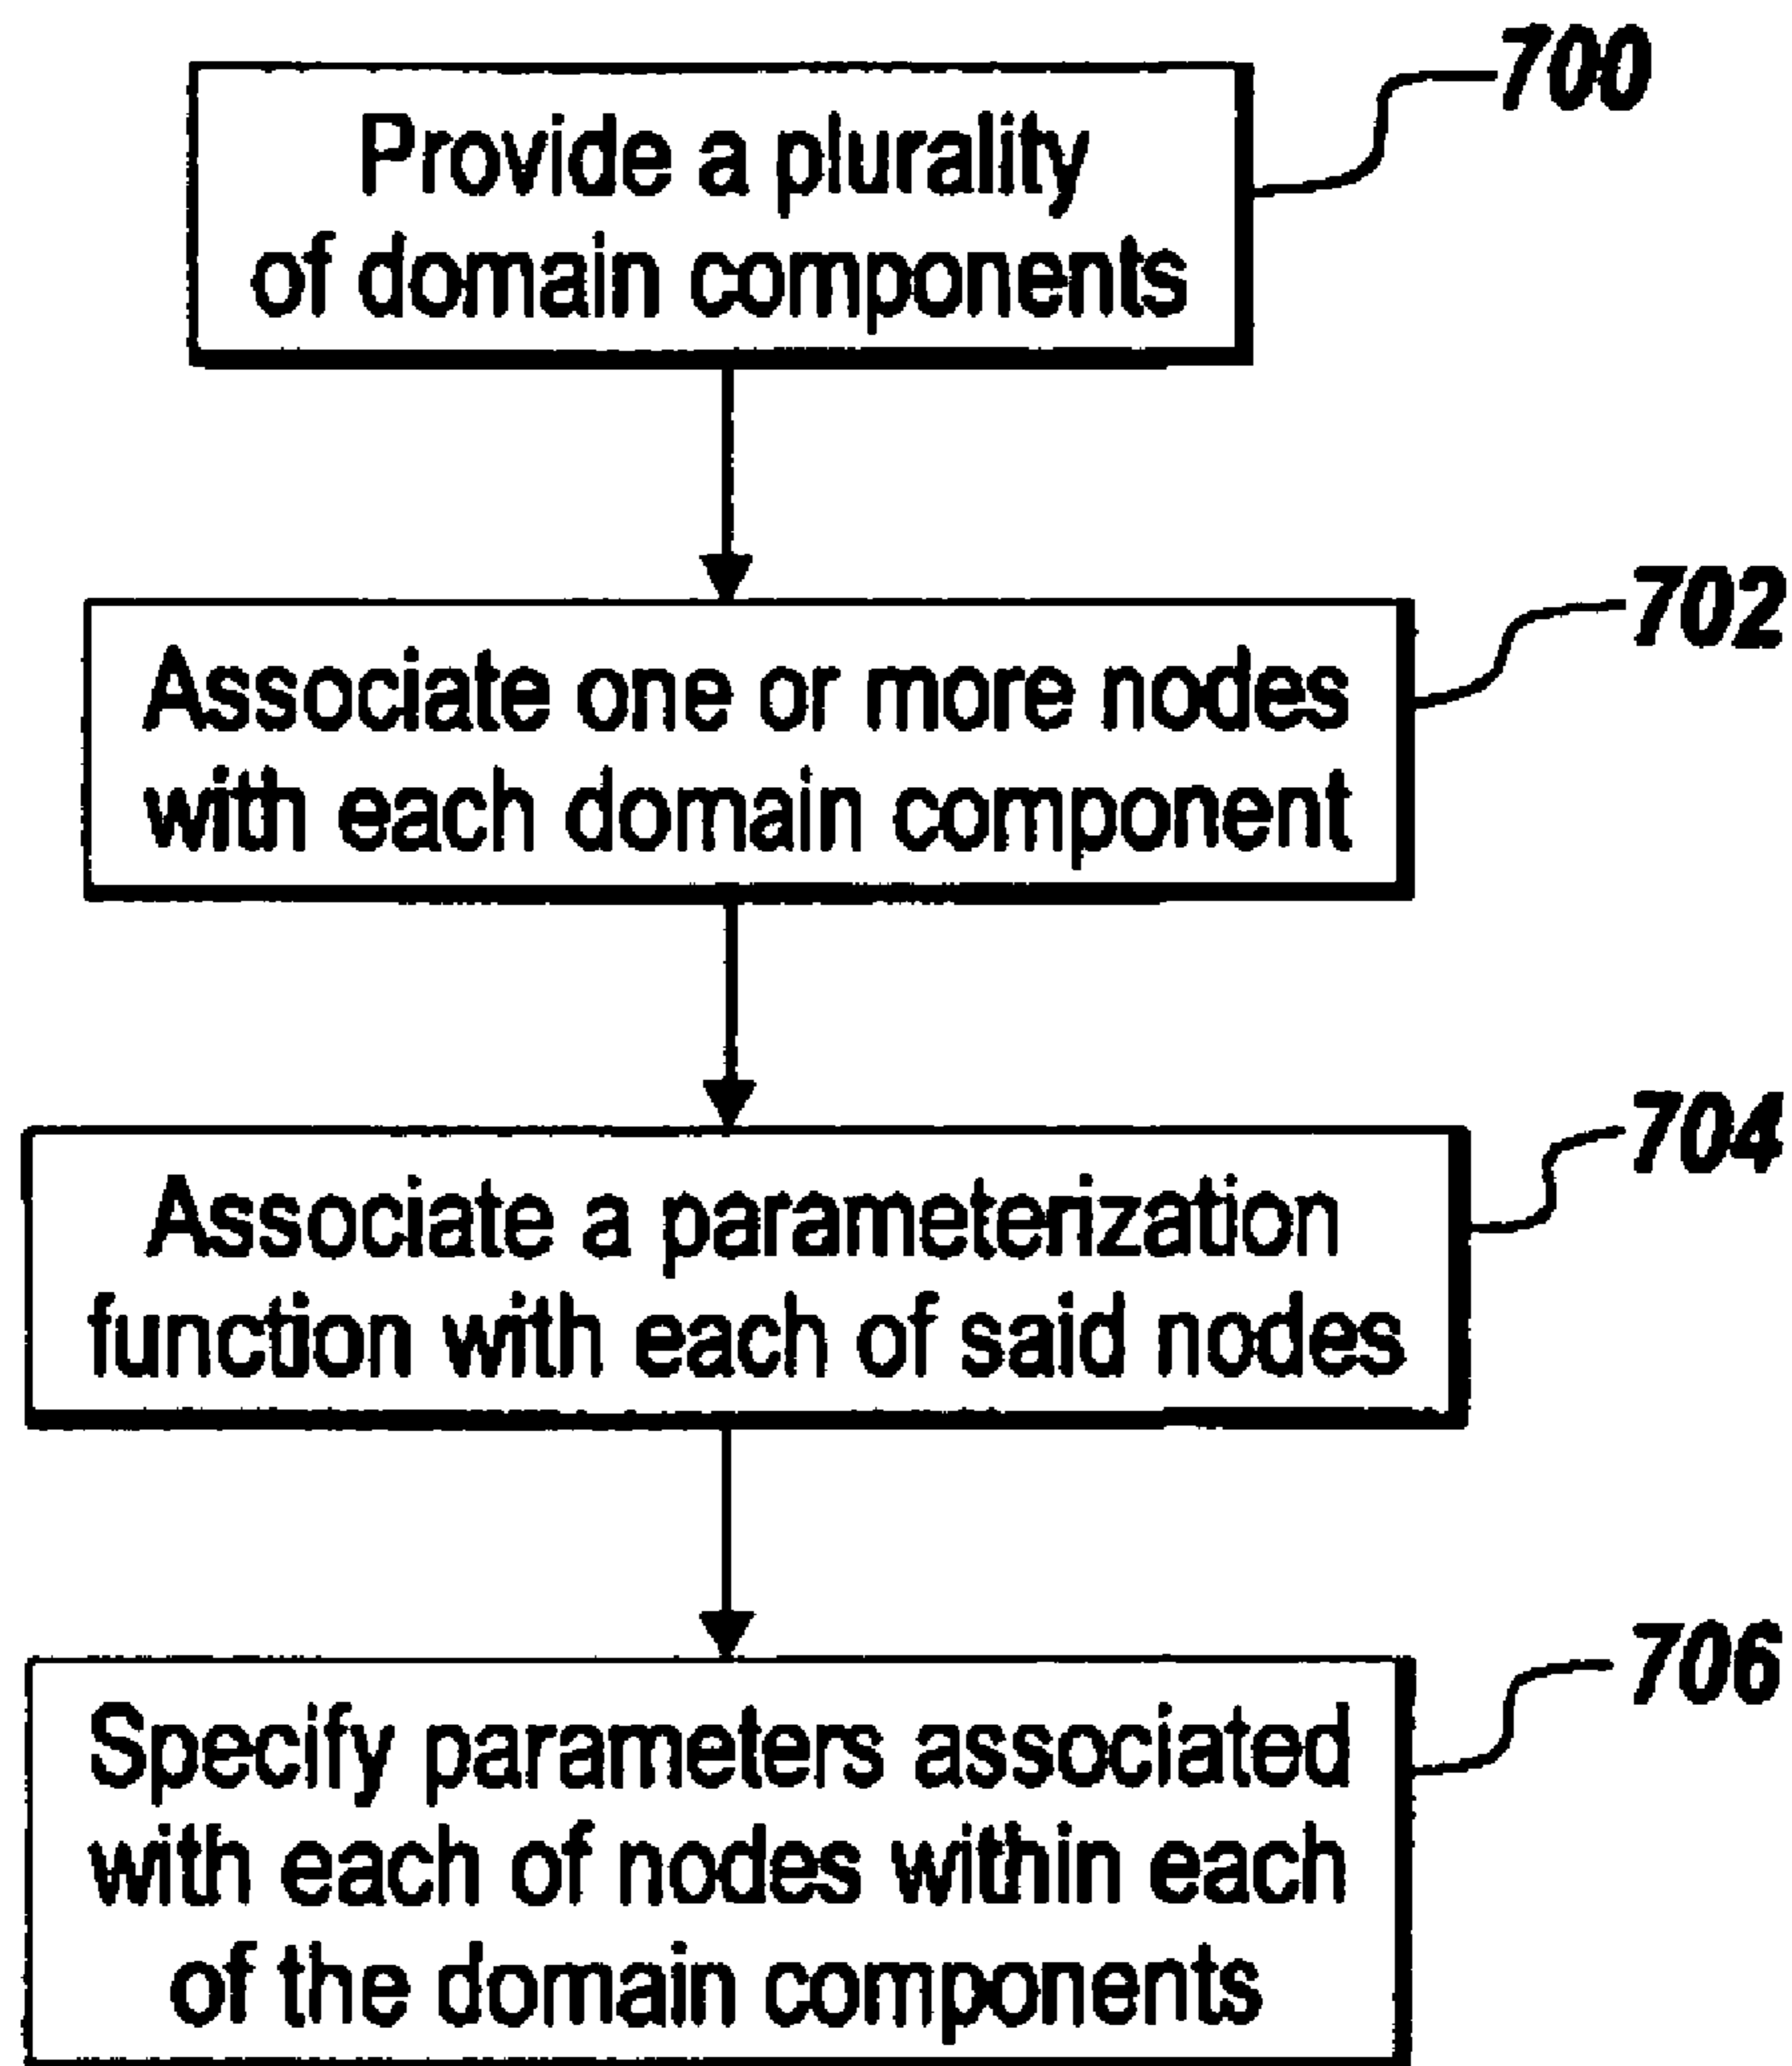 700
Provide a plurality
of domain components
702
Associate one or more nodes
with each domain component
704
Associate a parameterization
function with each of said nodes
706
Specify parameters associated
with each of nodes within each
of the domain components